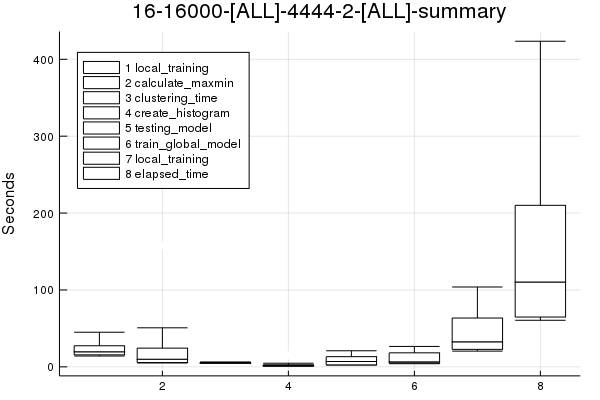 16-16000-[ALL]-4444-2-[ALL]-summary
Seconds
400
300
200
100
0
1 local_training
2 calculate_maxmin
3 clustering_time
4 create_histogram
5 testing_model
6 train_global_model
7 local_training
8 elapsed_time
2 4 6 8